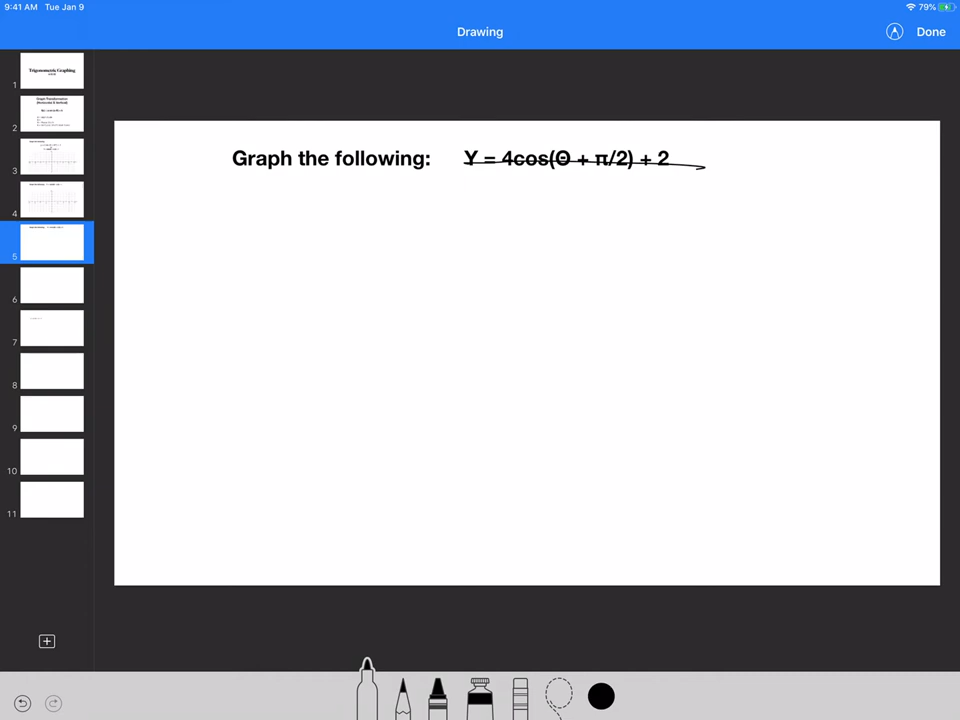 9:41 AM Tue Jan 9
79%
Drawing
Done
Trigonometric Graphing
1
2
3
4
5
6
7
8
9
10
11
Graph the following: Y = 4cos(Θ + π/2) + 2